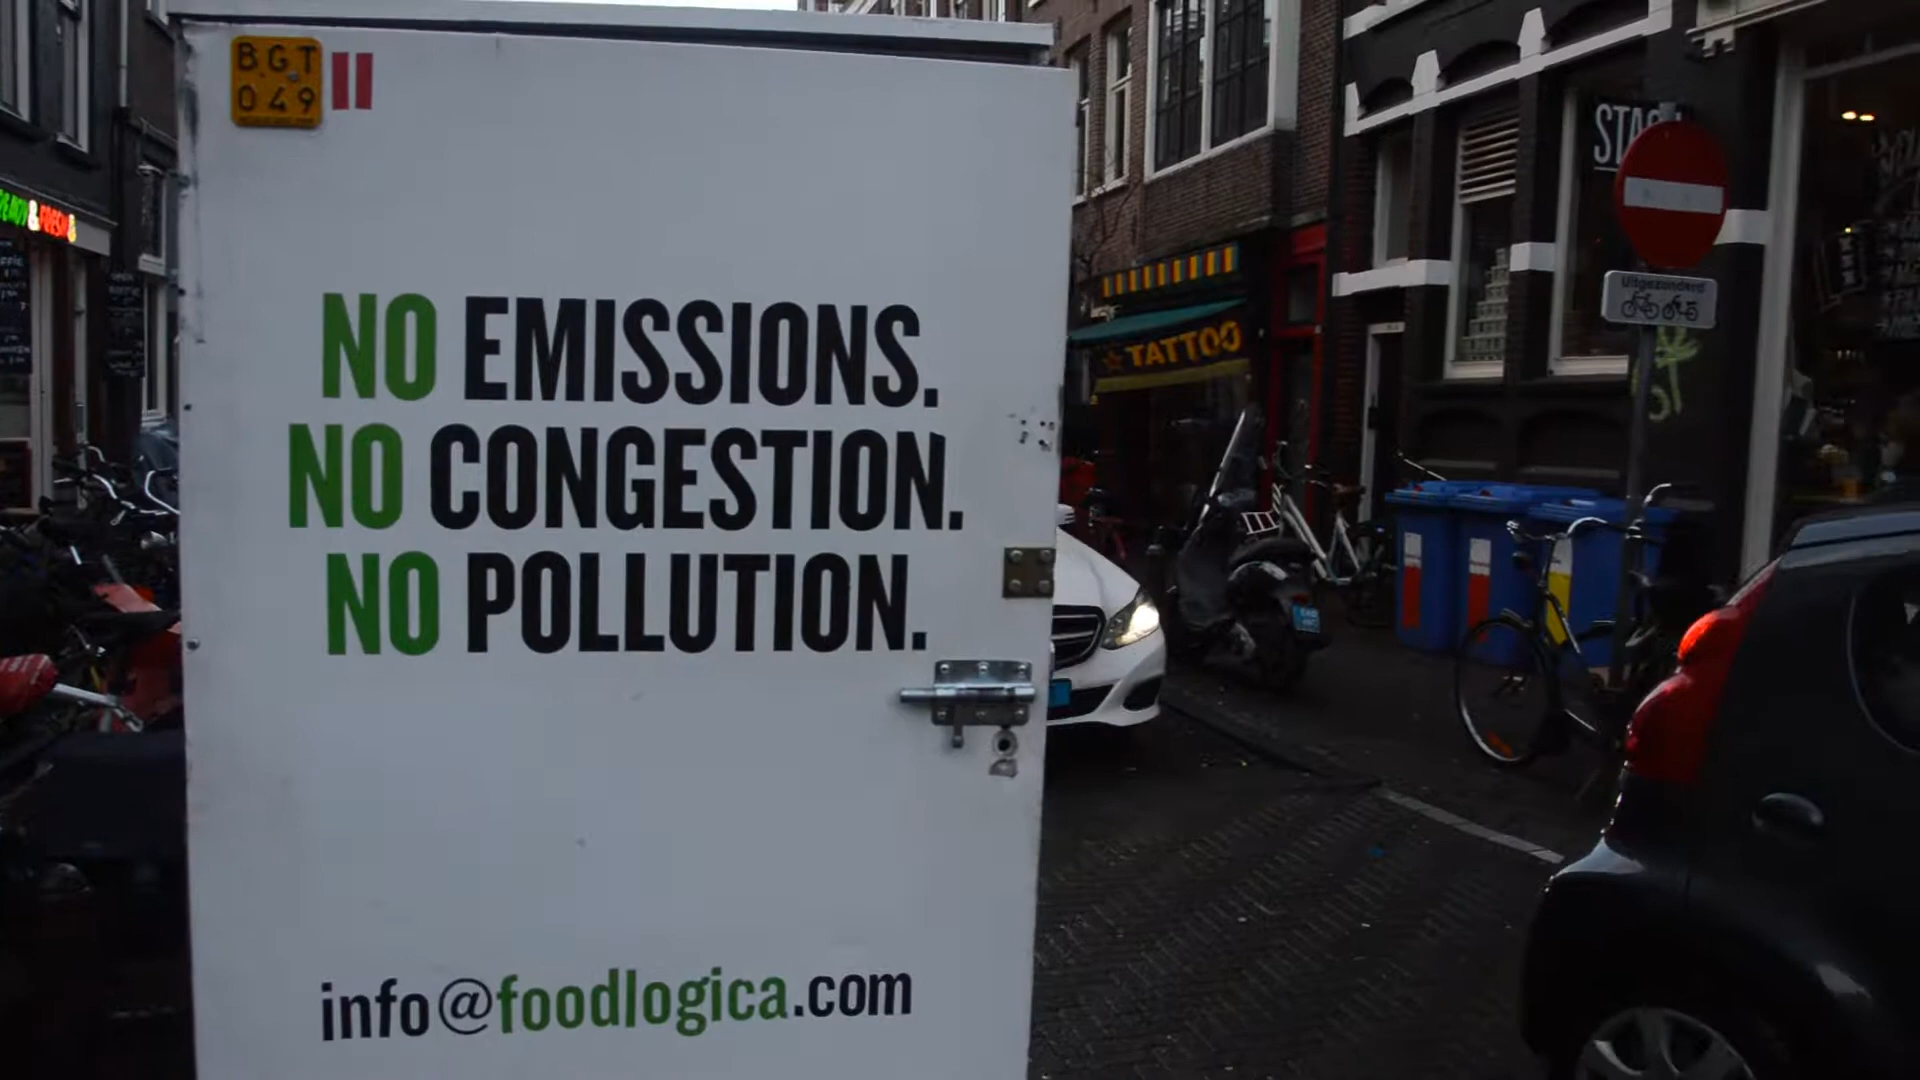 BGT
049
NO EMISSIONS.
NO CONGESTION.
NO POLLUTION.
info@foodlogica.com
TATTOO
Uitgezonderd